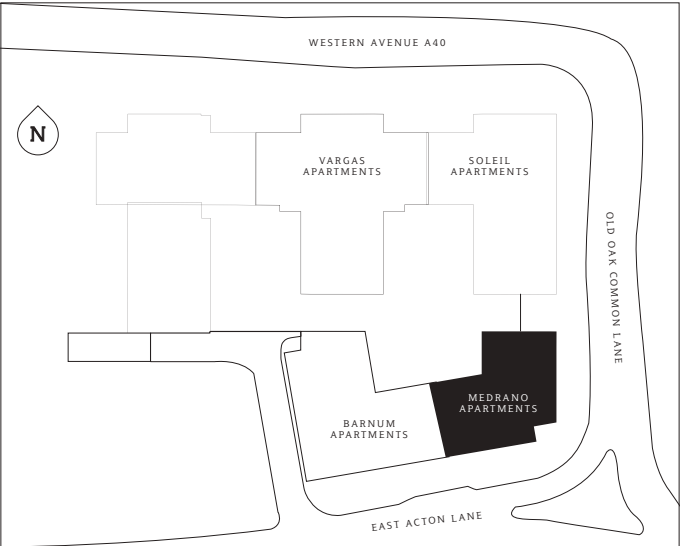 WESTERN AVENUE A40
N
VARGAS
APARTMENTS
SOLEIL
APARTMENTS
OLD OAK COMMON LANE
MEDRANO
APARTMENTS
BARNUM
APARTMENTS
EAST ACTON LANE